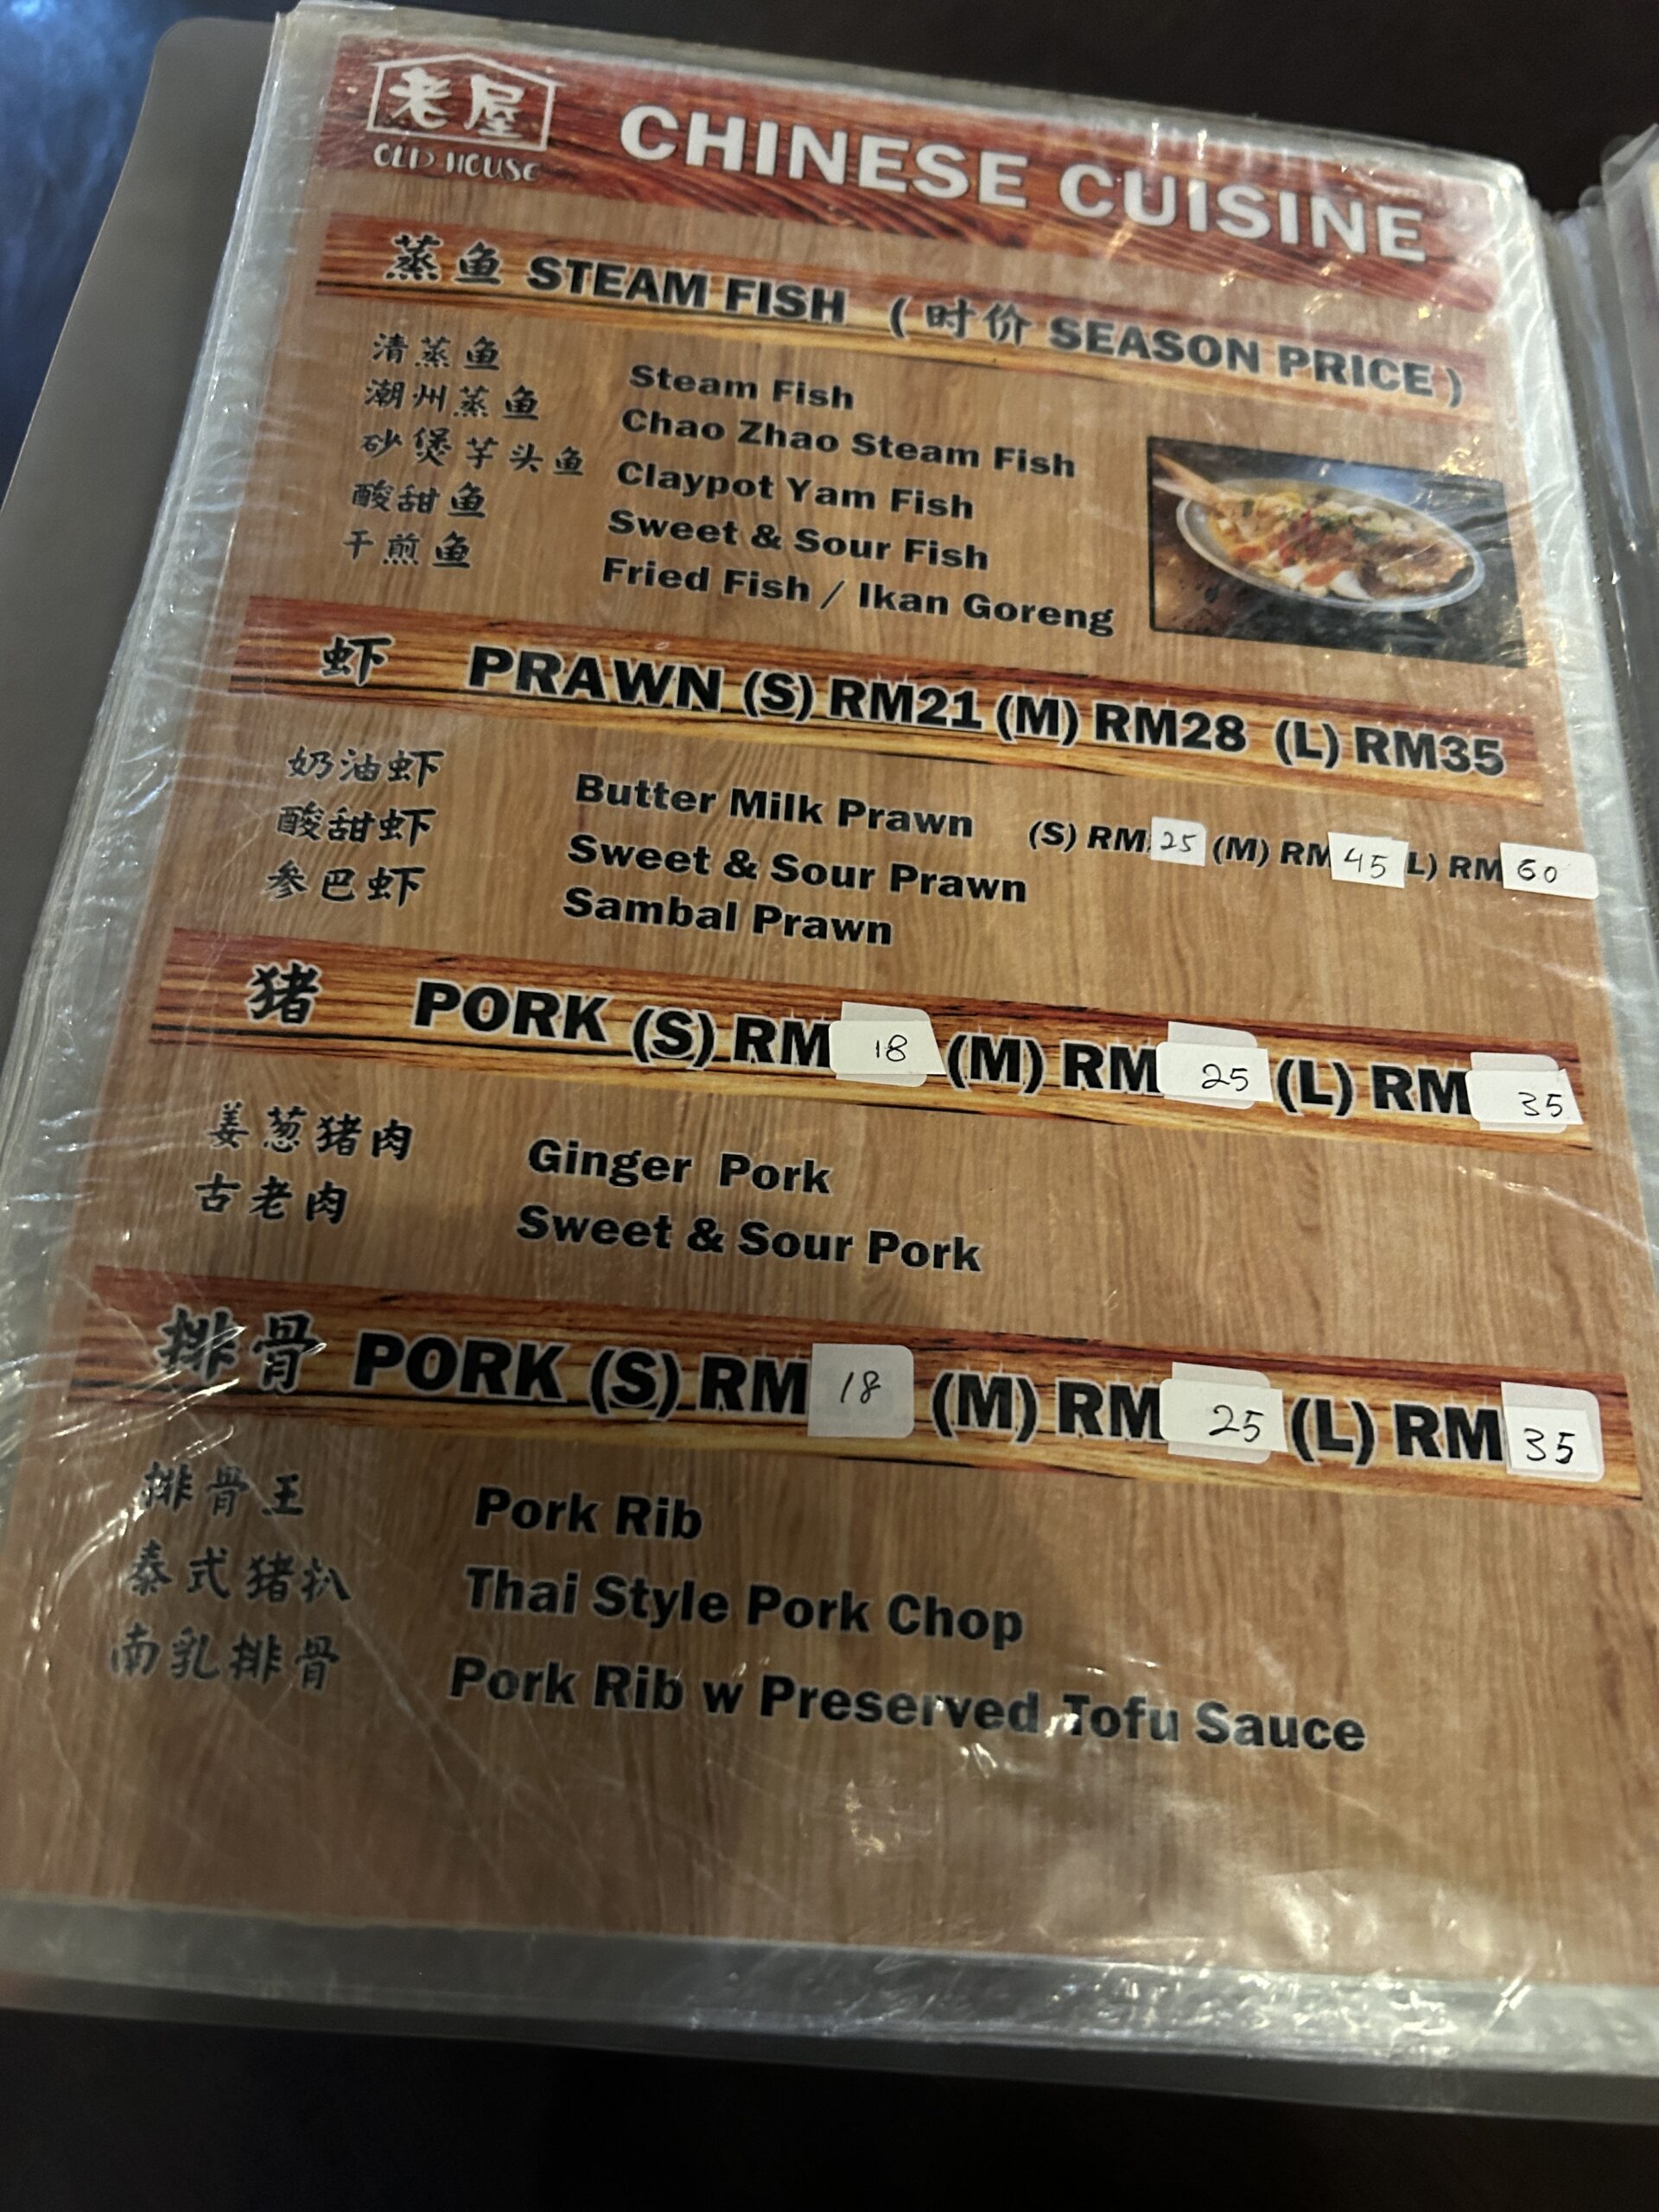 老屋
OLD HOUSE
CHINESE CUISINE
蒸鱼 STEAM FISH (时价 SEASON PRICE)
清蒸鱼 Steam Fish
潮州蒸鱼 Chao Zhao Steam Fish
砂煲芋头鱼 Claypot Yam Fish
酸甜鱼 Sweet & Sour Fish
干煎鱼 Fried Fish / Ikan Goreng
虾 PRAWN (S) RM21 (M) RM28 (L) RM35
奶油虾 Butter Milk Prawn (S) RM 25 (M) RM 45 L) RM 60
酸甜虾 Sweet & Sour Prawn
参巴虾 Sambal Prawn
猪 PORK (S) RM 18 (M) RM 25 (L) RM 35
姜葱猪肉 Ginger Pork
古老肉 Sweet & Sour Pork
排骨 PORK (S) RM 18 (M) RM 25 (L) RM 35
排骨王 Pork Rib
泰式猪扒 Thai Style Pork Chop
南乳排骨 Pork Rib w Preserved Tofu Sauce